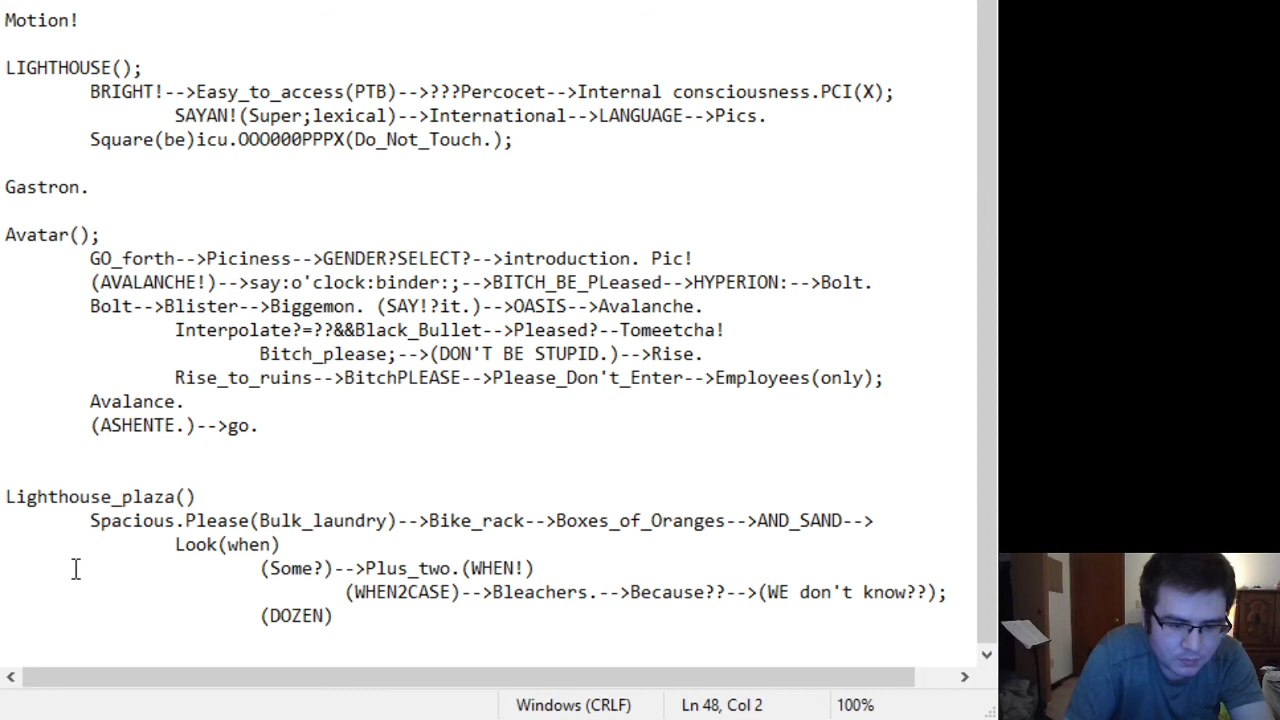 Motion!
LIGHTHOUSE();
BRIGHT!-->Easy_to_access(PTB)-->???Percocet-->Internal consciousness.PCI(X);
SAYAN!(Super;lexical)-->International-->LANGUAGE-->Pics.
Square(be)icu.OOO000PPPX(Do_Not_Touch.);
Gastron.
Avatar();
GO_forth-->Piciness-->GENDER?SELECT?-->introduction. Pic!
(AVALANCHE!)-->say:o'clock:binder:;-->BITCH_BE_PLeased-->HYPERION:-->Bolt.
Bolt-->Blister-->Biggemon. (SAY!?it.)-->OASIS-->Avalanche.
Interpolate?=??&&Black_Bullet-->Pleased?--Tomeetcha!
Bitch_please;-->(DON'T BE STUPID.)-->Rise.
Rise_to_ruins-->BitchPLEASE-->Please_Don't_Enter-->Employees(only);
Avalance.
(ASHENTE.)-->go.
Lighthouse_plaza()
Spacious.Please(Bulk_laundry)-->Bike_rack-->Boxes_of_Oranges-->AND_SAND-->
Look(when)
(Some?)-->Plus_two.(WHEN!)
(WHEN2CASE)-->Bleachers.-->Because??-->(WE don't know??);
(DOZEN)
Windows (CRLF) Ln 48, Col 2 100%